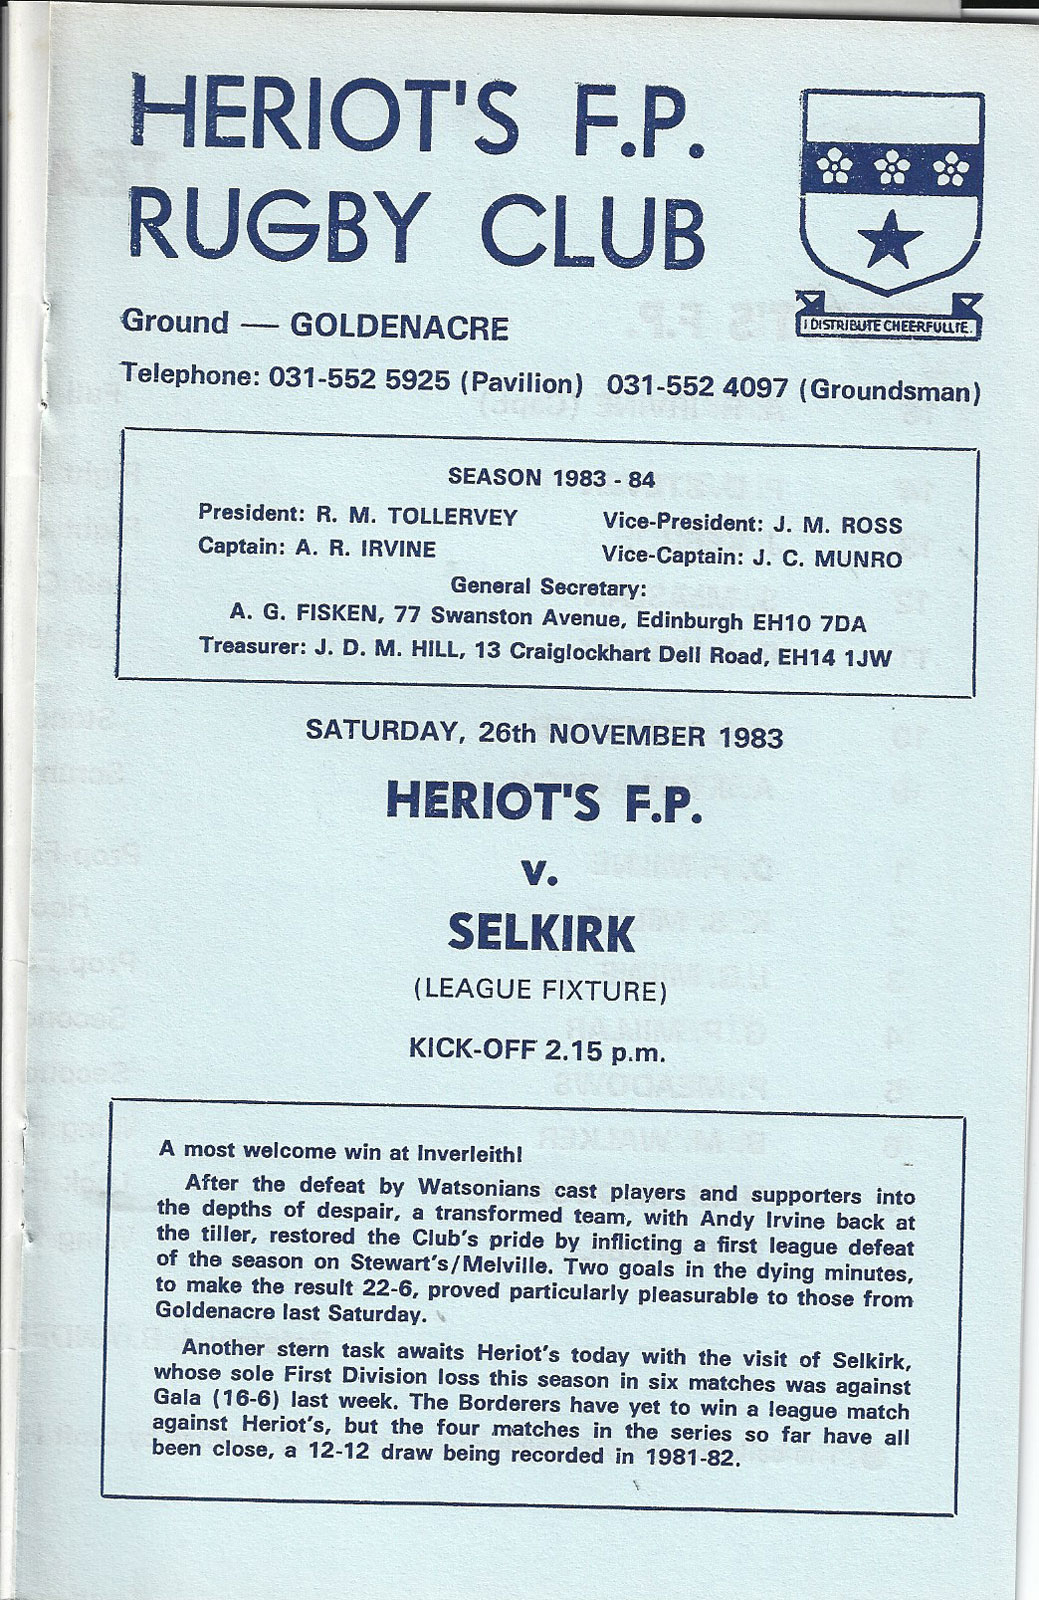 HERIOT'S F.P.
RUGBY CLUB
I DISTRIBUTE CHEERFULLIE.
Ground — GOLDENACRE
Telephone: 031-552 5925 (Pavilion) 031-552 4097 (Groundsman)
SEASON 1983 - 84
President: R. M. TOLLERVEY Vice-President: J. M. ROSS
Captain: A. R. IRVINE Vice-Captain: J. C. MUNRO
General Secretary:
A. G. FISKEN, 77 Swanston Avenue, Edinburgh EH10 7DA
Treasurer: J. D. M. HILL, 13 Craiglockhart Dell Road, EH14 1JW
SATURDAY, 26th NOVEMBER 1983
HERIOT'S F.P.
v.
SELKIRK
(LEAGUE FIXTURE)
KICK-OFF 2.15 p.m.
A most welcome win at Inverleith!
After the defeat by Watsonians cast players and supporters into
the depths of despair, a transformed team, with Andy Irvine back at
the tiller, restored the Club's pride by inflicting a first league defeat
of the season on Stewart's/Melville. Two goals in the dying minutes,
to make the result 22-6, proved particularly pleasurable to those from
Goldenacre last Saturday.
Another stern task awaits Heriot's today with the visit of Selkirk,
whose sole First Division loss this season in six matches was against
Gala (16-6) last week. The Borderers have yet to win a league match
against Heriot's, but the four matches in the series so far have all
been close, a 12-12 draw being recorded in 1981-82.